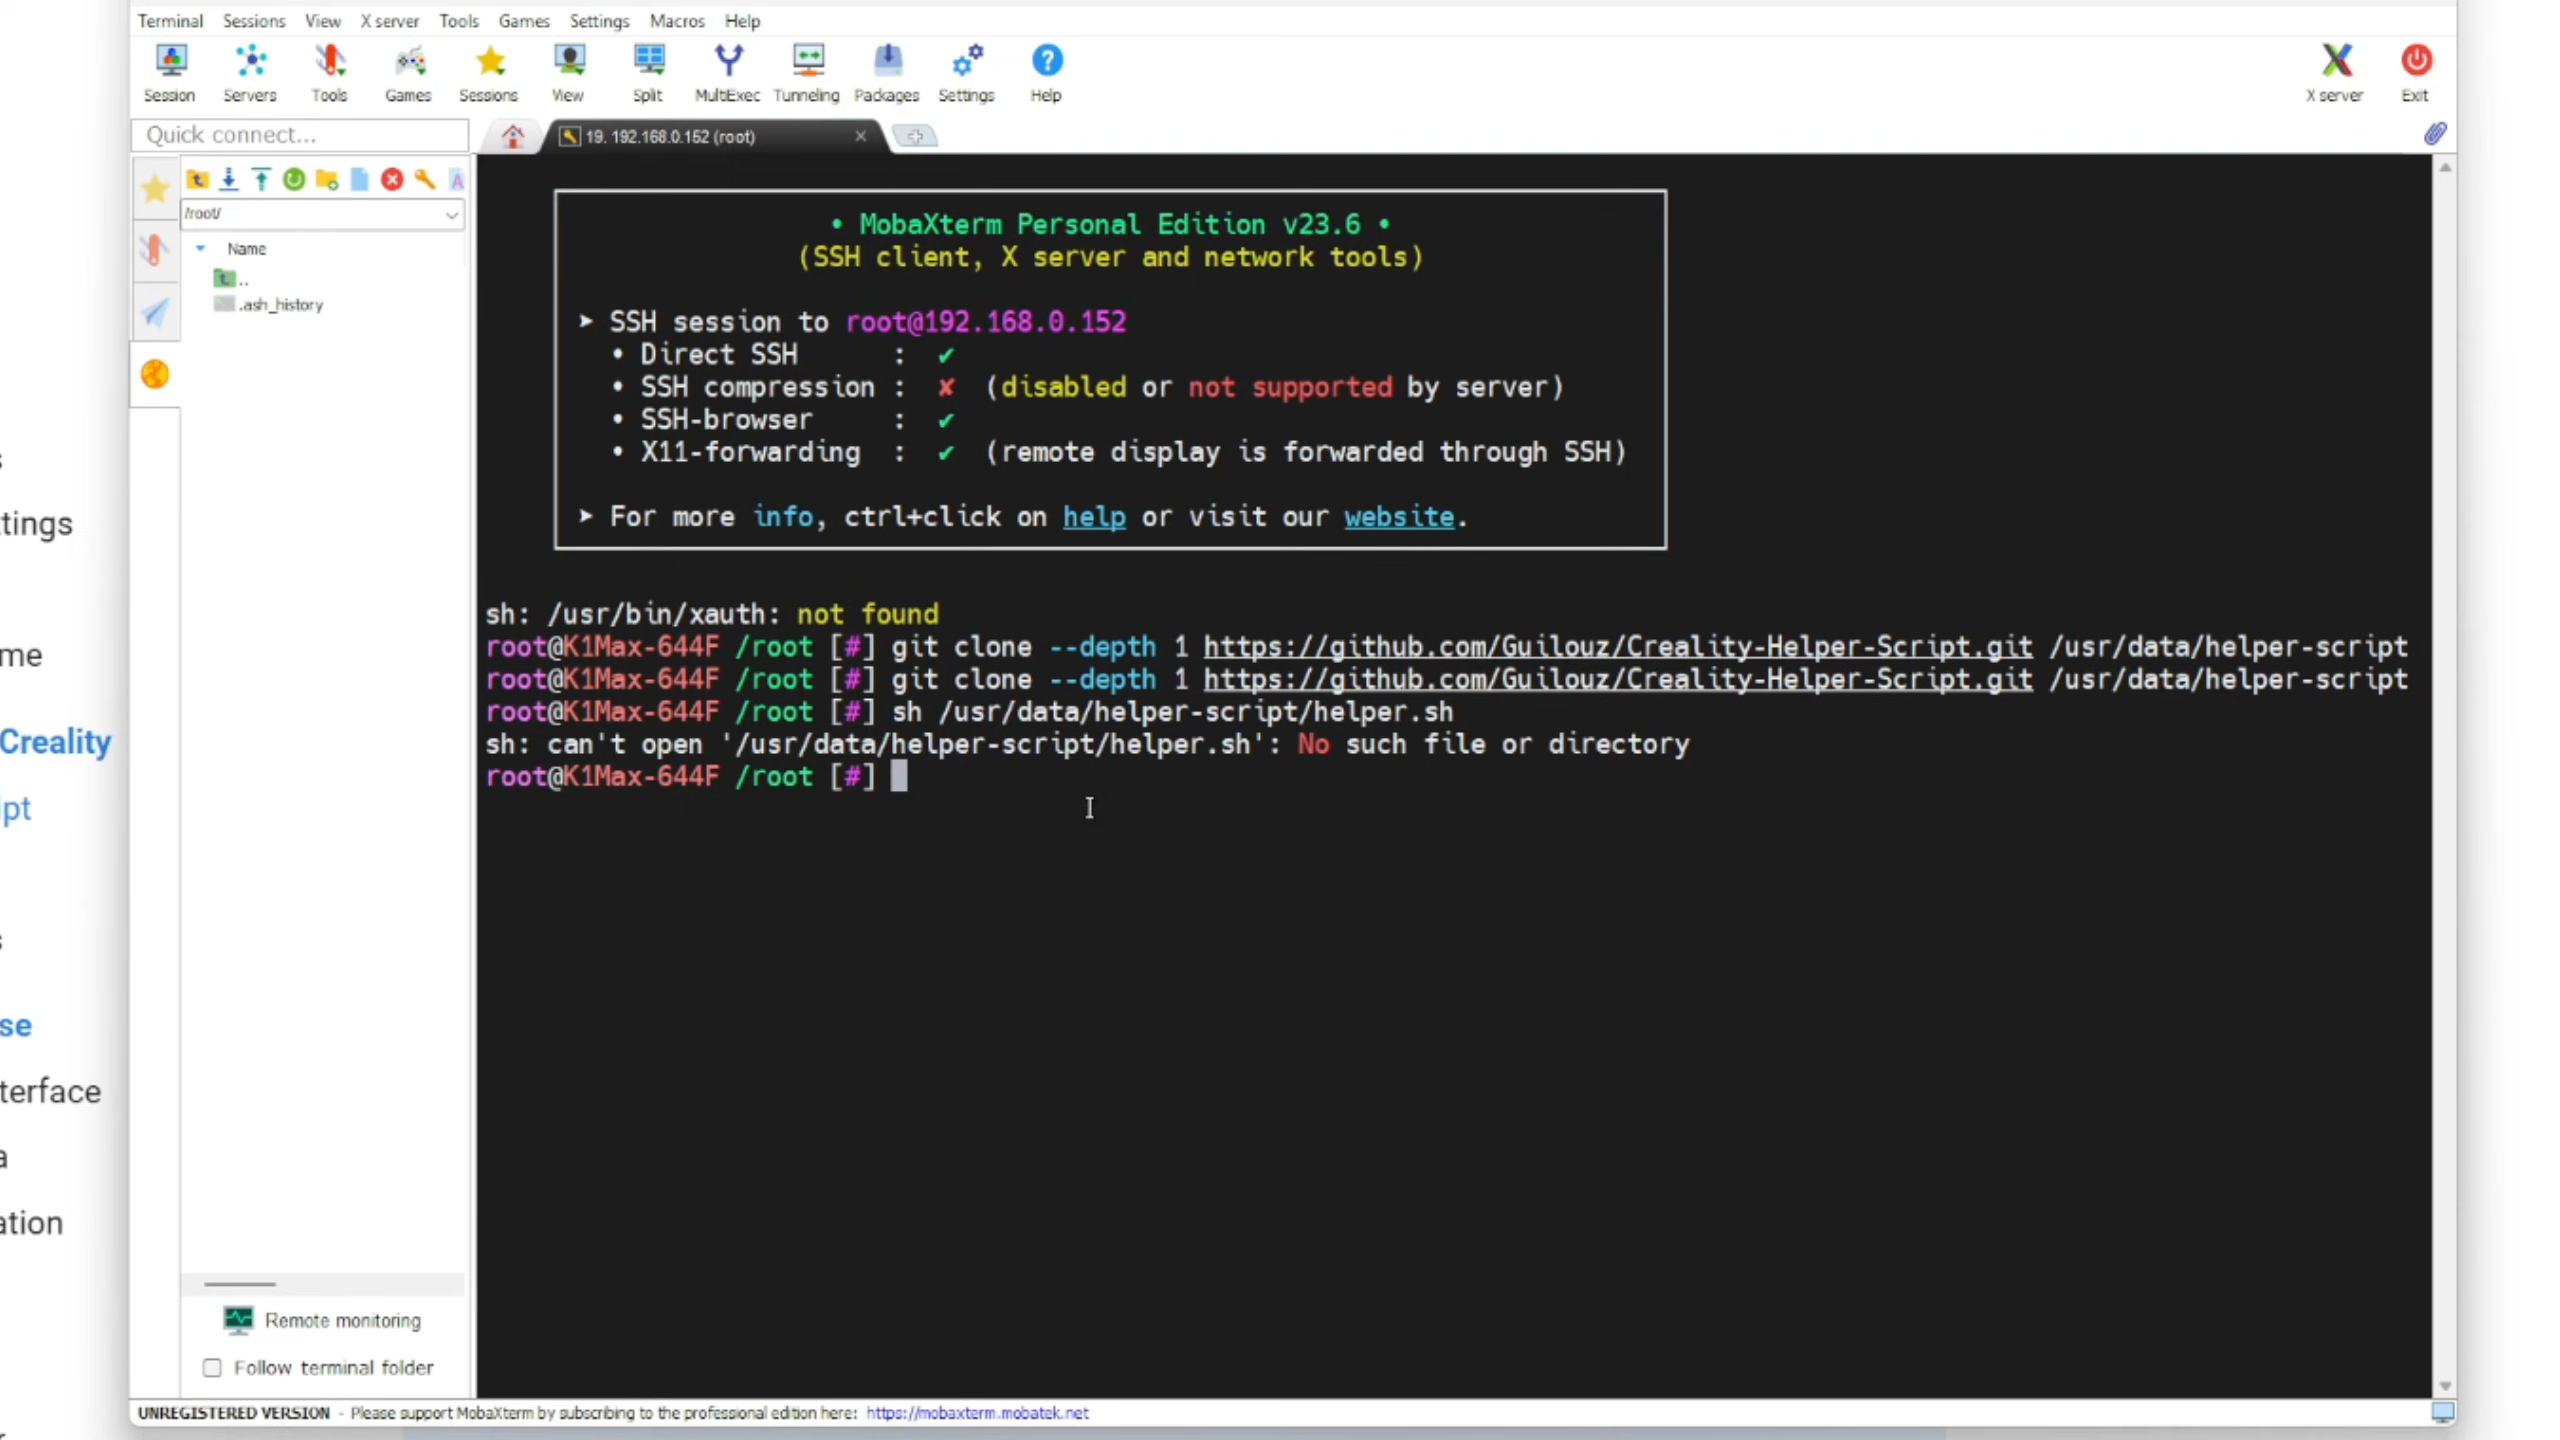 Terminal Sessions View X server Tools Games Settings Macros Help
Session Servers Tools Games Sessions View Split MultiExec Tunneling Packages Settings Help X server Exit
Quick connect...
19. 192.168.0.152 (root)
/root/
Name
..
.ash_history
• MobaXterm Personal Edition v23.6 •
(SSH client, X server and network tools)
➤ SSH session to root@192.168.0.152
• Direct SSH : ✔
• SSH compression : ✘ (disabled or not supported by server)
• SSH-browser : ✔
• X11-forwarding : ✔ (remote display is forwarded through SSH)
➤ For more info, ctrl+click on help or visit our website.
sh: /usr/bin/xauth: not found
root@K1Max-644F /root [#] git clone --depth 1 https://github.com/Guilouz/Creality-Helper-Script.git /usr/data/helper-script
root@K1Max-644F /root [#] git clone --depth 1 https://github.com/Guilouz/Creality-Helper-Script.git /usr/data/helper-script
root@K1Max-644F /root [#] sh /usr/data/helper-script/helper.sh
sh: can't open '/usr/data/helper-script/helper.sh': No such file or directory
root@K1Max-644F /root [#]
s
ttings
me
Creality
ipt
s
se
terface
a
ation
Remote monitoring
Follow terminal folder
UNREGISTERED VERSION - Please support MobaXterm by subscribing to the professional edition here: https://mobaxterm.mobatek.net